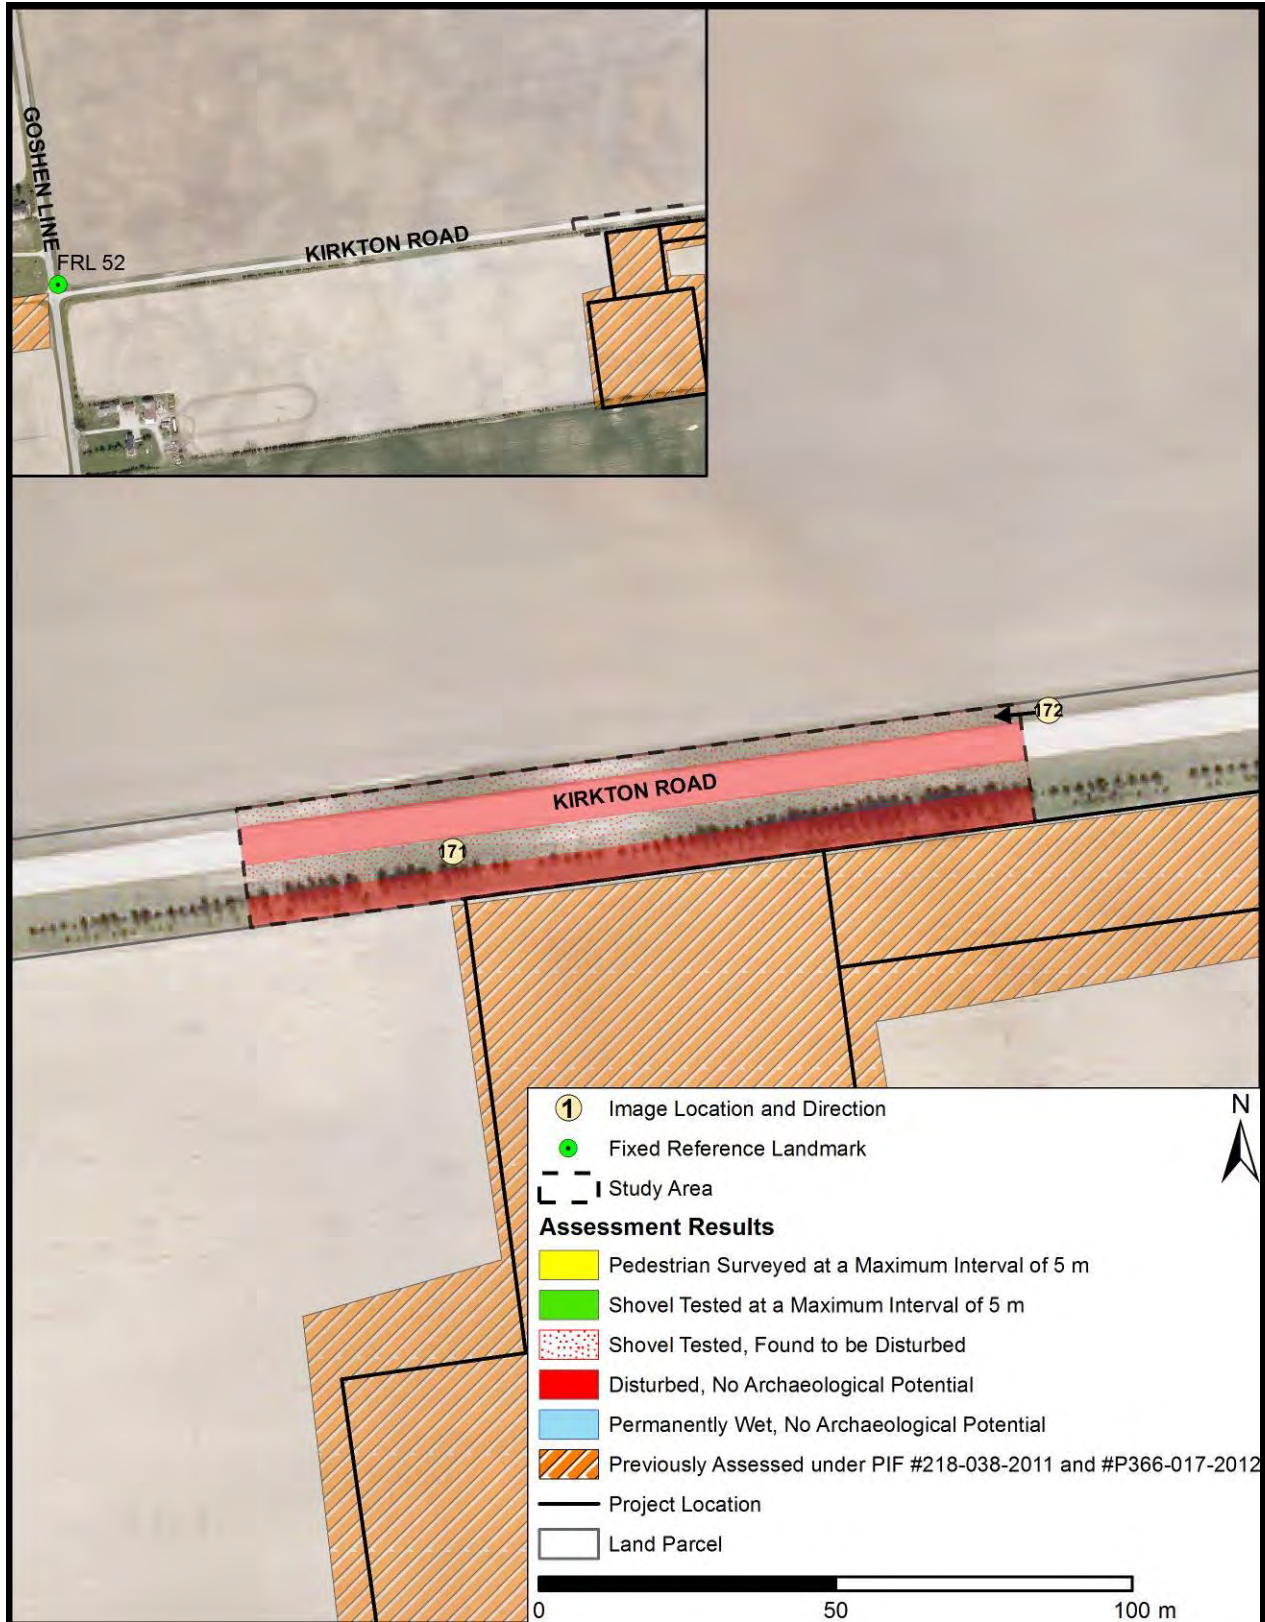 GOSHEN LINE
FRL 52
KIRKTON ROAD
172
KIRKTON ROAD
171
1 Image Location and Direction
Fixed Reference Landmark
Study Area
Assessment Results
Pedestrian Surveyed at a Maximum Interval of 5 m
Shovel Tested at a Maximum Interval of 5 m
Shovel Tested, Found to be Disturbed
Disturbed, No Archaeological Potential
Permanently Wet, No Archaeological Potential
Previously Assessed under PIF #218-038-2011 and #P366-017-2012
Project Location
Land Parcel
N
0 50 100 m